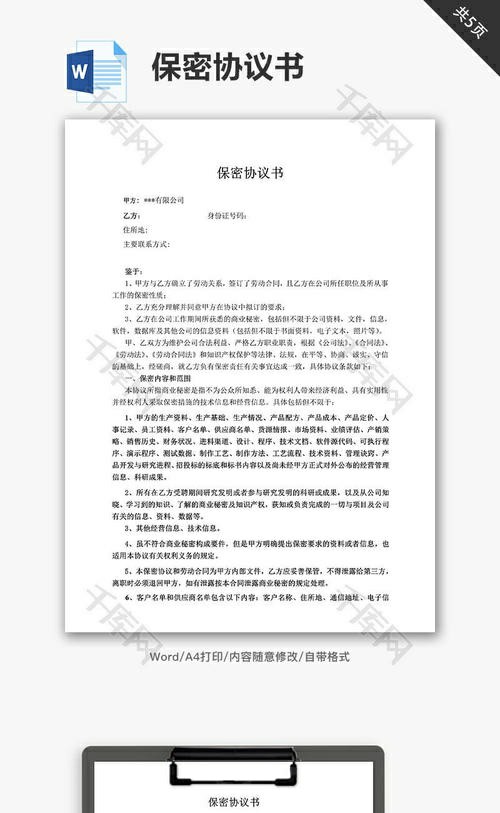 共5页
W
保密协议书
千库网
千库网
保密协议书
甲方：***有限公司
乙方：　　　　身份证号码：
住所地;
主要联系方式:
鉴于：
1、甲方与乙方确立了劳动关系，签订了劳动合同，且乙方在公司所任职位及所从事
工作的保密性质；
2、乙方充分理解并同意甲方在协议中拟订的要求；
3、乙方在公司工作期间所获悉的商业秘密，包括但不限于公司资料，文件，信息，
软件，数据库及其他公司的信息资料（包括但不限于书面资料，电子文本，照片等）。
甲、乙双方为维护公司合法利益，严格乙方职业职责，根据《公司法》、《合同法》、
《劳动法》、《劳动合同法》和知识产权保护等法律、法规，在平等、协商、诚实、守信
的基础上，经磋商，就乙方负有保密责任有关事宜达成一致，具体协议条款如下：
一、保密内容和范围
本协议所指商业秘密是指不为公众所知悉、能为权利人带来经济利益、具有实用性
并经权利人采取保密措施的技术信息和经营信息。具体包括但不限于：
千库网
千库网
1、甲方的生产资料、生产基础、生产情况、产品配方、产品成本、产品定价、人
事记录、员工资料、客户名单、供应商名单、货源情报、市场资料、业绩评估、产销策
略、销售历史、财务状况、进料渠道、设计、程序、技术文档、软件源代码、可执行程
序、演示程序、测试数据、制作工艺、制作方法、工艺流程、技术资料、管理诀窍、产
品开发与研究进程、招投标的标底和标书内容以及尚未经甲方正式对外公布的经营管理
信息、科研成果。
2、所有在乙方受聘期间研究发明或者参与研究发明的科研或成果，以及从公司知
晓、学习到的知识、了解的商业秘密及知识产权，获知或负责完成的一切与项目及公司
有关的信息、资料、数据等。
3、其他经营信息、技术信息。
4、虽不符合商业秘密构成要件，但是甲方明确提出保密要求的资料或者信息，也
适用本协议有关权利义务的规定。
5、本保密协议和劳动合同为甲方内部文件，乙方应妥善保管，不得泄露给第三方，
离职时必须退回甲方，如有泄露按本合同泄露商业秘密的规定处理。
6、客户名单和供应商名单包含以下内容：客户名称、住所地、通信地址、电子信
千库网
千库网
Word/A4打印/内容随意修改/自带格式
保密协议书